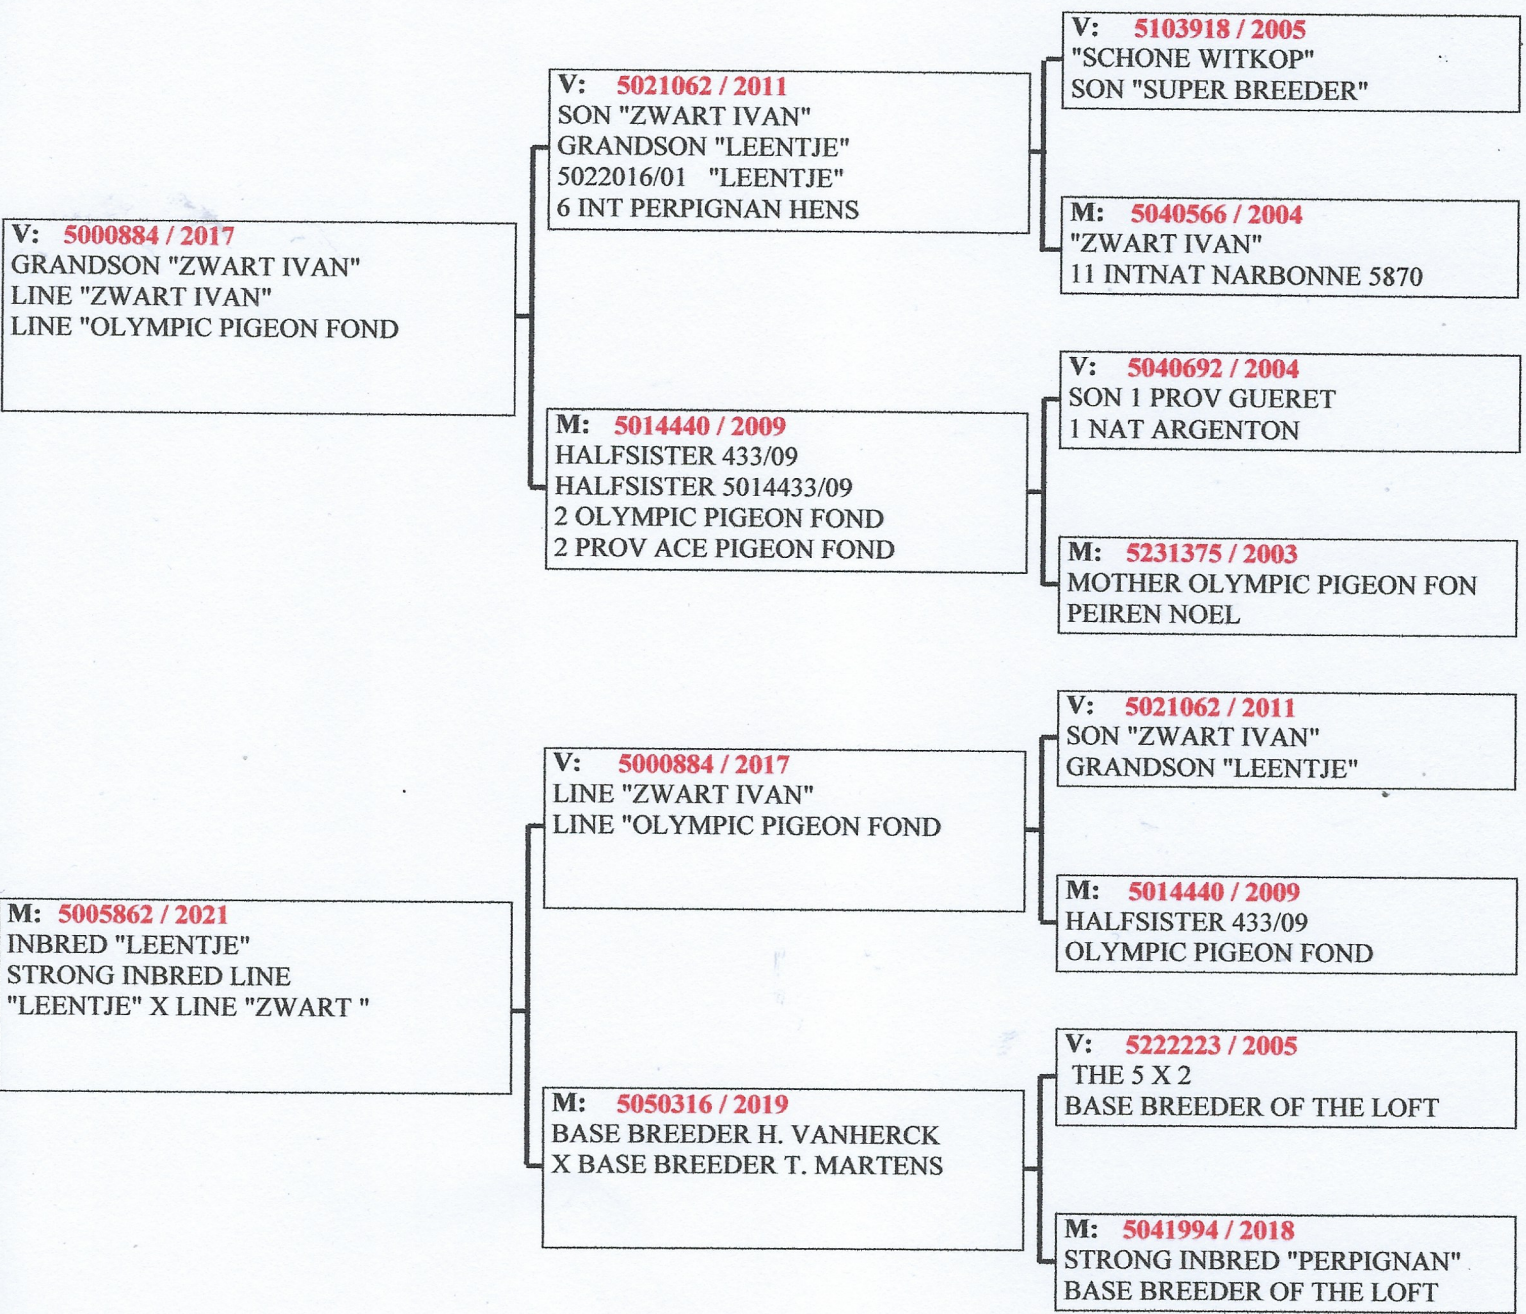 V: 5000884 / 2017
GRANDSON "ZWART IVAN"
LINE "ZWART IVAN"
LINE "OLYMPIC PIGEON FOND
M: 5005862 / 2021
INBRED "LEENTJE"
STRONG INBRED LINE
"LEENTJE" X LINE "ZWART "
V: 5021062 / 2011
SON "ZWART IVAN"
GRANDSON "LEENTJE"
5022016/01 "LEENTJE"
6 INT PERPIGNAN HENS
M: 5014440 / 2009
HALFSISTER 433/09
HALFSISTER 5014433/09
2 OLYMPIC PIGEON FOND
2 PROV ACE PIGEON FOND
V: 5000884 / 2017
LINE "ZWART IVAN"
LINE "OLYMPIC PIGEON FOND
M: 5050316 / 2019
BASE BREEDER H. VANHERCK
X BASE BREEDER T. MARTENS
V: 5103918 / 2005
"SCHONE WITKOP"
SON "SUPER BREEDER"
M: 5040566 / 2004
"ZWART IVAN"
11 INTNAT NARBONNE 5870
V: 5040692 / 2004
SON 1 PROV GUERET
1 NAT ARGENTON
M: 5231375 / 2003
MOTHER OLYMPIC PIGEON FON
PEIREN NOEL
V: 5021062 / 2011
SON "ZWART IVAN"
GRANDSON "LEENTJE"
M: 5014440 / 2009
HALFSISTER 433/09
OLYMPIC PIGEON FOND
V: 5222223 / 2005
THE 5 X 2
BASE BREEDER OF THE LOFT
M: 5041994 / 2018
STRONG INBRED "PERPIGNAN"
BASE BREEDER OF THE LOFT